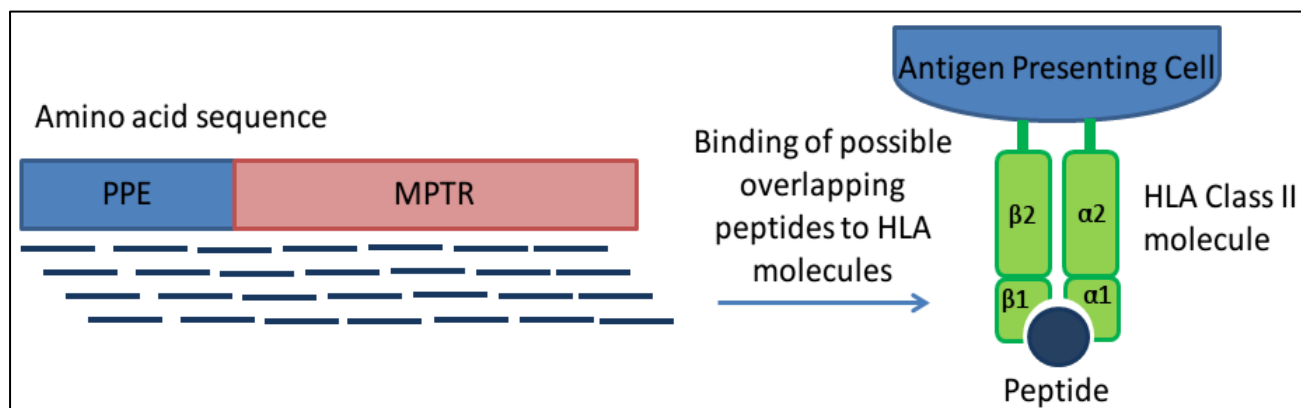 Amino acid sequence
PPE
MPTR
Binding of possible
overlapping
peptides to HLA
molecules
Antigen Presenting Cell
β2
α2
β1
α1
HLA Class II
molecule
Peptide